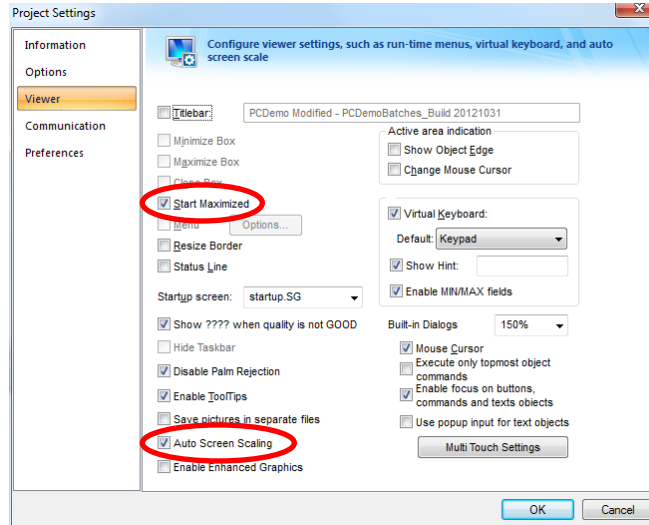 Project Settings
Information
Options
Viewer
Communication
Preferences
Configure viewer settings, such as run-time menus, virtual keyboard, and auto
screen scale
Titlebar:
PCDemo Modified - PCDemoBatches_Build 20121031
Minimize Box
Maximize Box
Close Box
Start Maximized
Menu
Options...
Resize Border
Status Line
Startup screen:
startup.SG
Show ???? when quality is not GOOD
Hide Taskbar
Disable Palm Rejection
Enable ToolTips
Save pictures in separate files
Auto Screen Scaling
Enable Enhanced Graphics
Active area indication
Show Object Edge
Change Mouse Cursor
Virtual Keyboard:
Default:
Keypad
Show Hint:
Enable MIN/MAX fields
Built-in Dialogs
150%
Mouse Cursor
Execute only topmost object
commands
Enable focus on buttons,
commands and texts objects
Use popup input for text objects
Multi Touch Settings
OK
Cancel